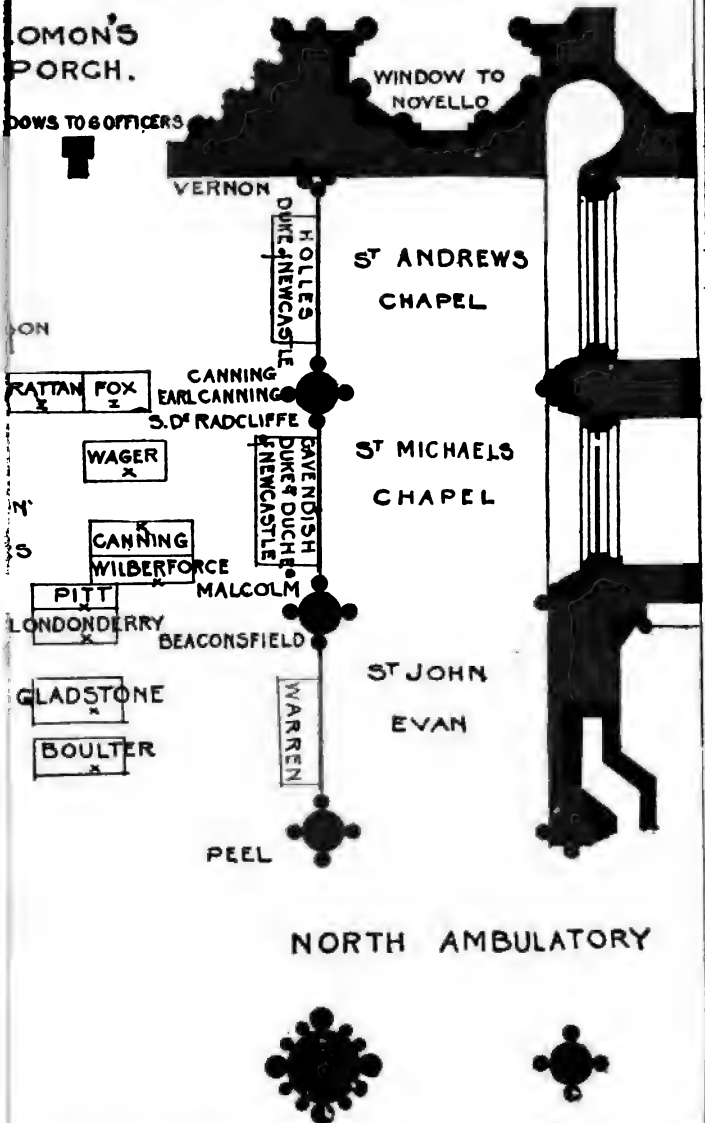 OMON'S
PORCH.
WINDOW TO
NOVELLO
DOWS TO 6 OFFICERS
VERNON
HOLLES
DUKE of NEWCASTLE
ST ANDREWS
CHAPEL
ON
RATTAN
FOX
CANNING
EARL CANNING
S. DE RADCLIFFE
WAGER
CAVENDISH
DUKE & DUCHESS
of NEWCASTLE
ST MICHAELS
CHAPEL
N
S
CANNING
WILBERFORCE
PITT
MALCOLM
LONDONDERRY
BEACONSFIELD
ST JOHN
EVAN
GLADSTONE
WARREN
BOULTER
PEEL
NORTH AMBULATORY